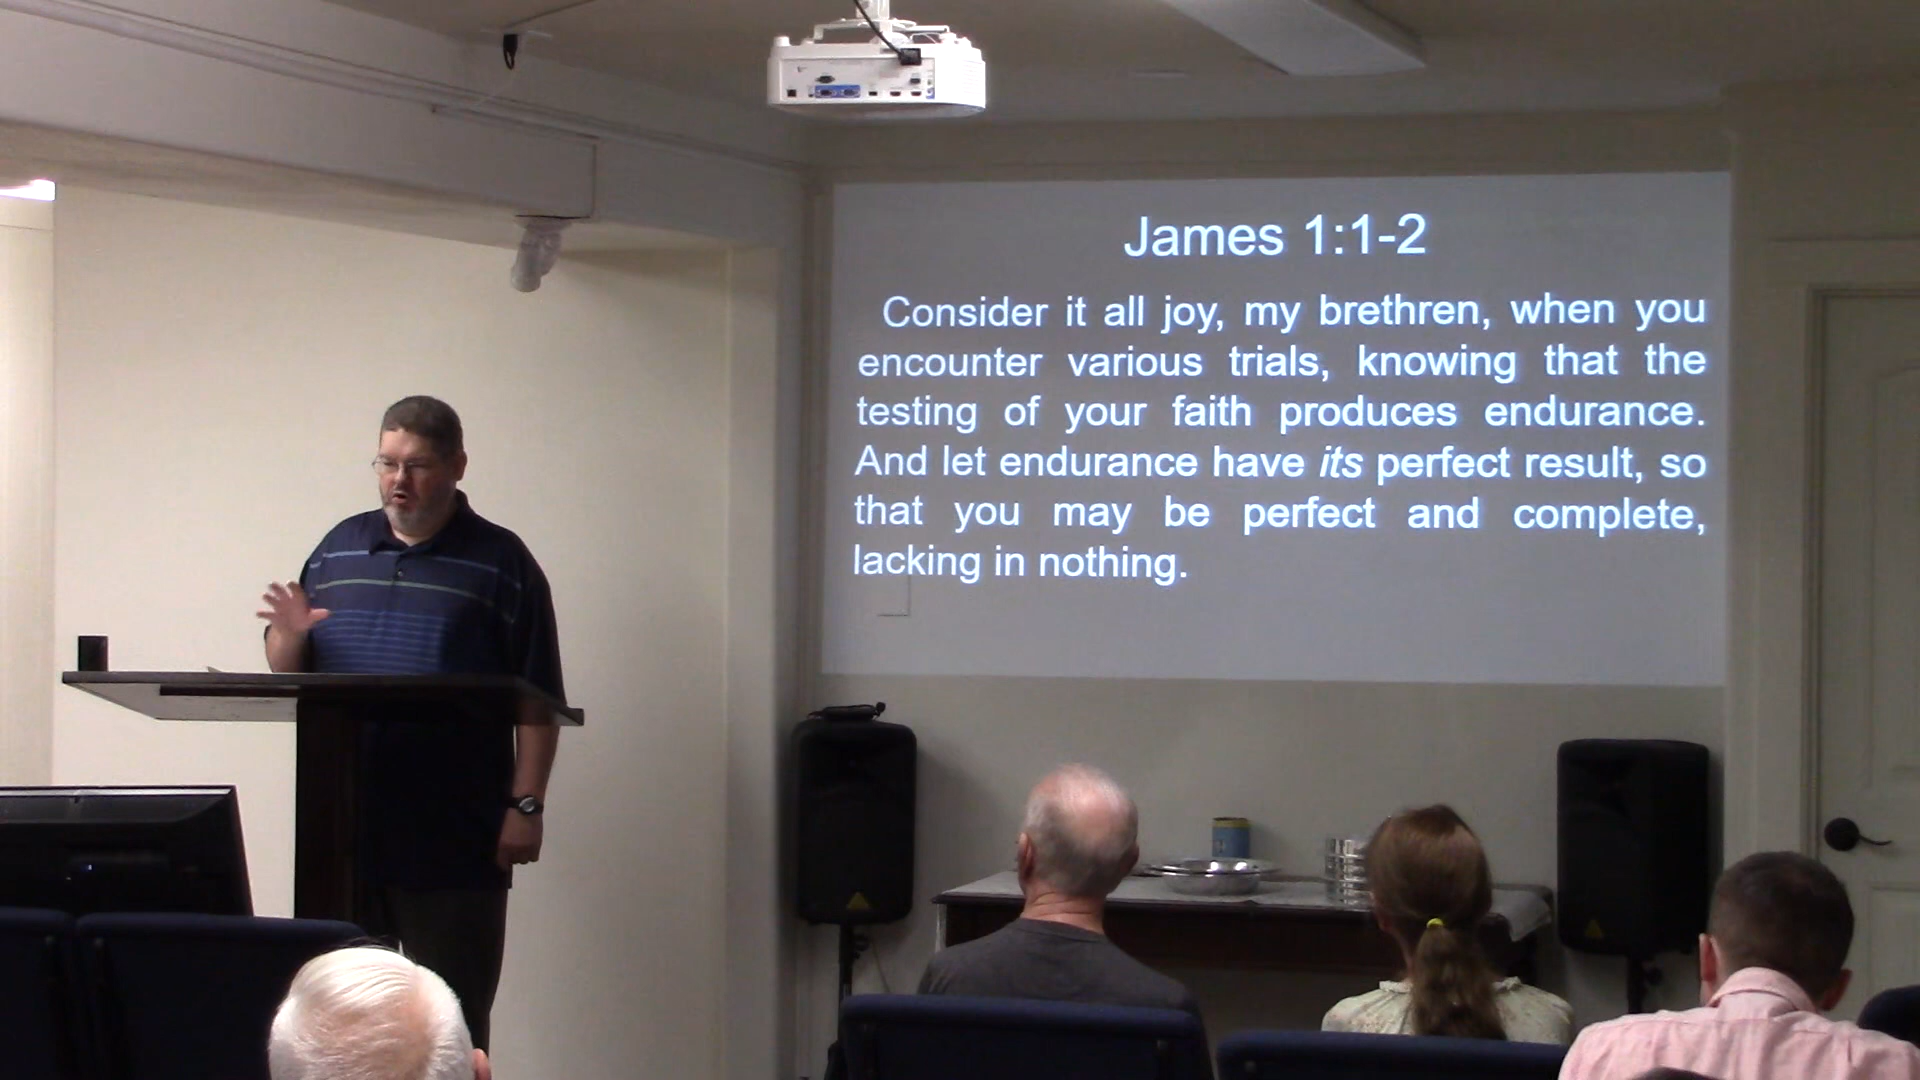 James 1:1-2
Consider it all joy, my brethren, when you
encounter various trials, knowing that the
testing of your faith produces endurance.
And let endurance have its perfect result, so
that you may be perfect and complete,
lacking in nothing.